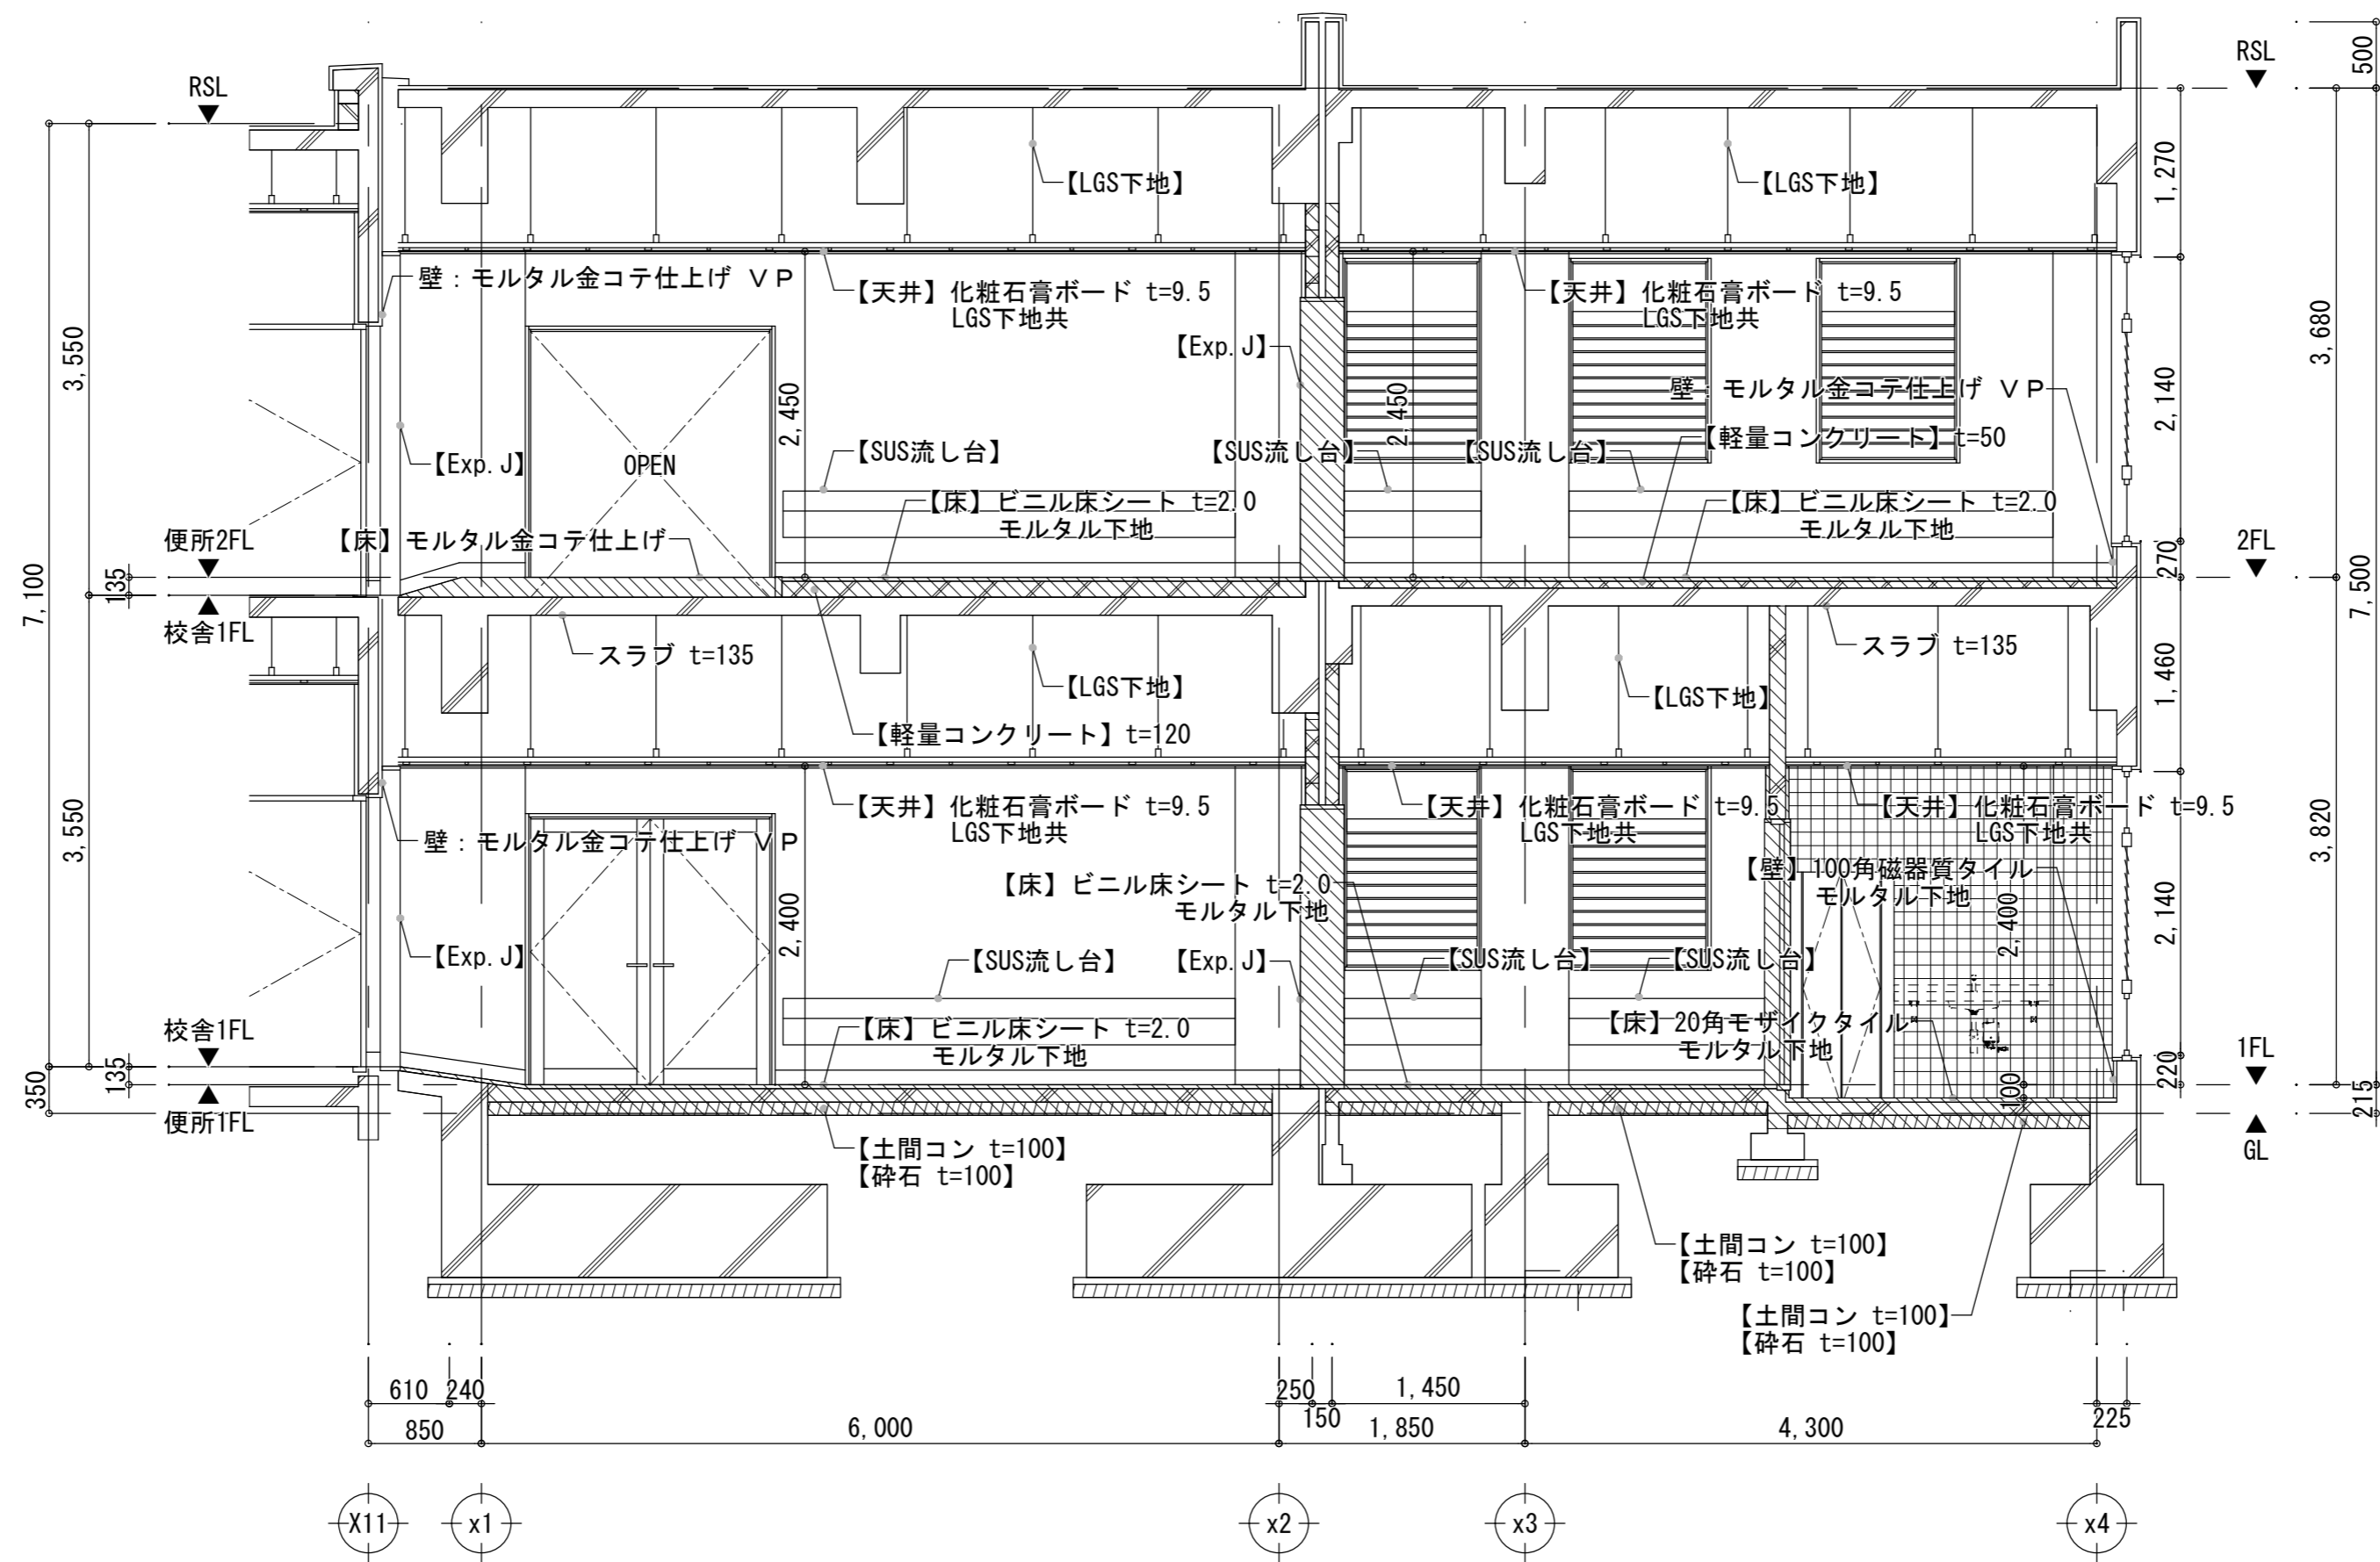 RSL
RSL
500
1,270
【LGS下地】
【LGS下地】
壁：モルタル金コテ仕上げ ＶＰ
【天井】化粧石膏ボード t=9.5
LGS下地共
【天井】化粧石膏ボード t=9.5
LGS下地共
3,550
【Exp.J】
3,680
2,450
2,450
壁：モルタル金コテ仕上げ ＶＰ
2,140
【Exp.J】
OPEN
【SUS流し台】
【SUS流し台】
【SUS流し台】
【軽量コンクリート】t=50
【床】ビニル床シート t=2.0
モルタル下地
【床】ビニル床シート t=2.0
モルタル下地
便所2FL
【床】モルタル金コテ仕上げ
2FL
270
135
7,100
7,500
校舎1FL
スラブ t=135
スラブ t=135
1,460
【LGS下地】
【LGS下地】
【軽量コンクリート】t=120
【天井】化粧石膏ボード t=9.5
LGS下地共
【天井】化粧石膏ボード t=9.5
LGS下地共
【天井】化粧石膏ボード t=9.5
LGS下地共
3,550
壁：モルタル金コテ仕上げ ＶＰ
3,820
【床】ビニル床シート t=2.0
モルタル下地
【壁】100角磁器質タイル
モルタル下地
2,400
2,400
2,140
【Exp.J】
【SUS流し台】
【Exp.J】
【SUS流し台】
【SUS流し台】
校舎1FL
【床】ビニル床シート t=2.0
モルタル下地
【床】20角モザイクタイル
モルタル下地
1FL
350
135
100
220
215
便所1FL
【土間コン t=100】
【砕石 t=100】
GL
【土間コン t=100】
【砕石 t=100】
【土間コン t=100】
【砕石 t=100】
610
240
250
150
1,450
225
850
6,000
1,850
4,300
X11
x1
x2
x3
x4